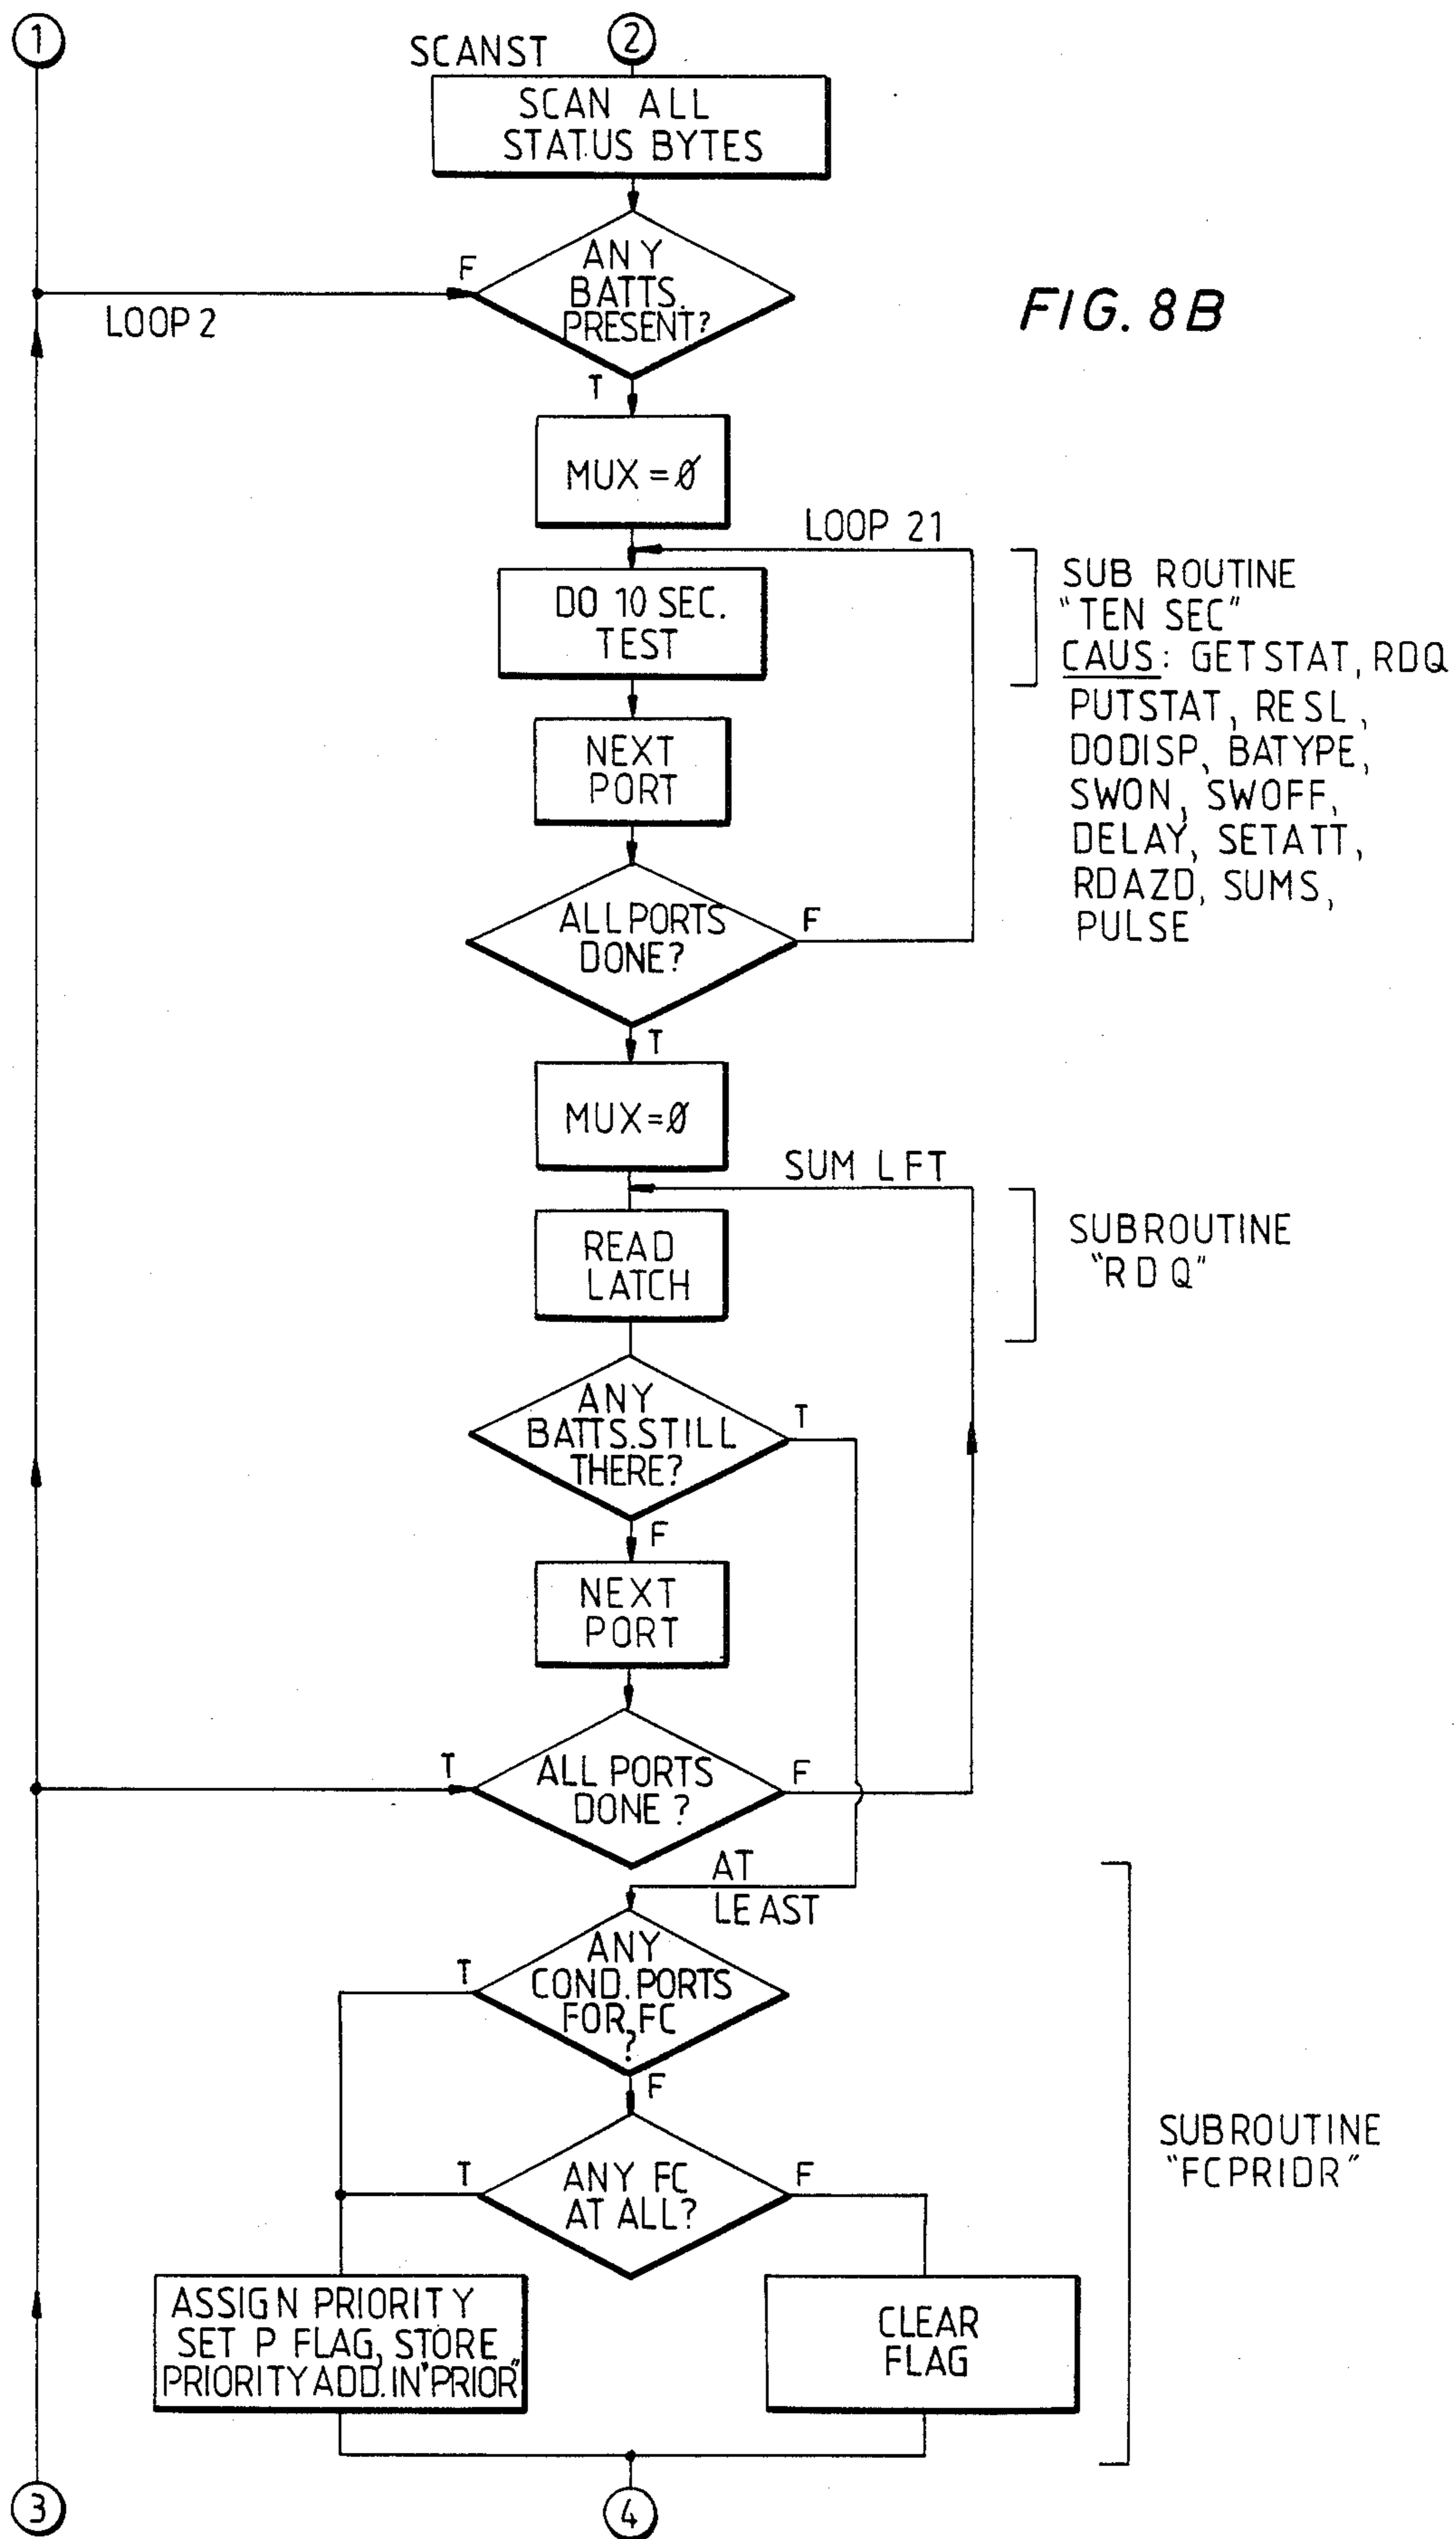 1
2
SCANST
SCAN ALL
STATUS BYTES
F
ANY
BATTS.
PRESENT?
LOOP 2
FIG. 8B
T
MUX = Ø
LOOP 21
DO 10 SEC.
TEST
SUB ROUTINE
"TEN SEC"
CAUS: GETSTAT, RDQ
PUTSTAT, RESL,
DODISP, BATYPE,
SWON, SWOFF,
DELAY, SETATT,
RDAZD, SUMS,
PULSE
NEXT
PORT
ALL PORTS
DONE?
F
T
MUX=Ø
SUM LFT
READ
LATCH
SUBROUTINE
"RDQ"
ANY
BATTS.STILL
THERE?
T
F
NEXT
PORT
T
ALL PORTS
DONE ?
F
AT
LEAST
ANY
COND. PORTS
FOR FC
?
T
F
ANY FC
AT ALL?
T
F
SUBROUTINE
"FCPRIDR"
ASSIGN PRIORITY
SET P FLAG, STORE
PRIORITY ADD. IN "PRIOR"
CLEAR
FLAG
3
4